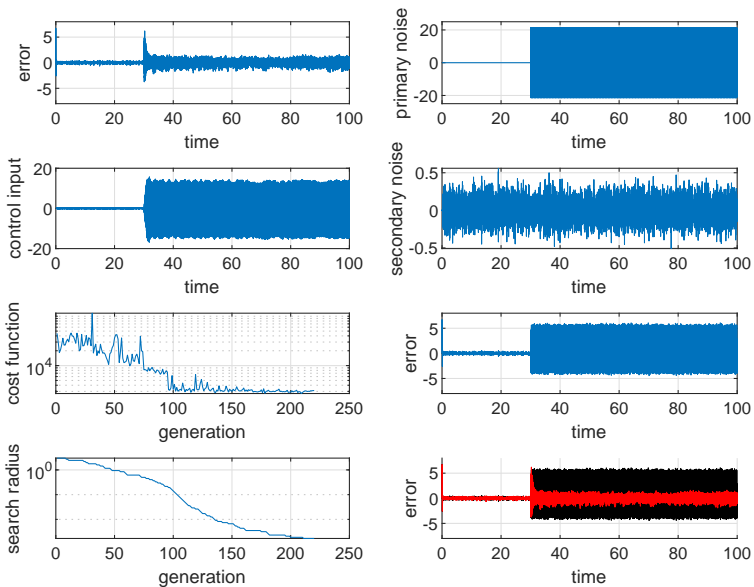 error
5
0
-5
0 20 40 60 80 100
time
primary noise
20
0
-20
0 20 40 60 80 100
time
control input
20
0
-20
0 20 40 60 80 100
time
secondary noise
0.5
0
-0.5
0 20 40 60 80 100
time
cost function
10^4
0 50 100 150 200 250
generation
error
5
0
-5
0 20 40 60 80 100
time
search radius
10^0
0 50 100 150 200 250
generation
error
5
0
-5
0 20 40 60 80 100
time